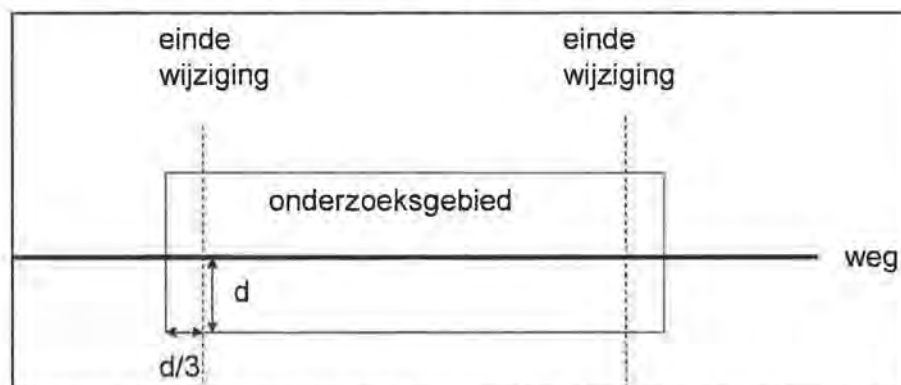 einde
wijziging
einde
wijziging
onderzoeksgebied
weg
d
d/3